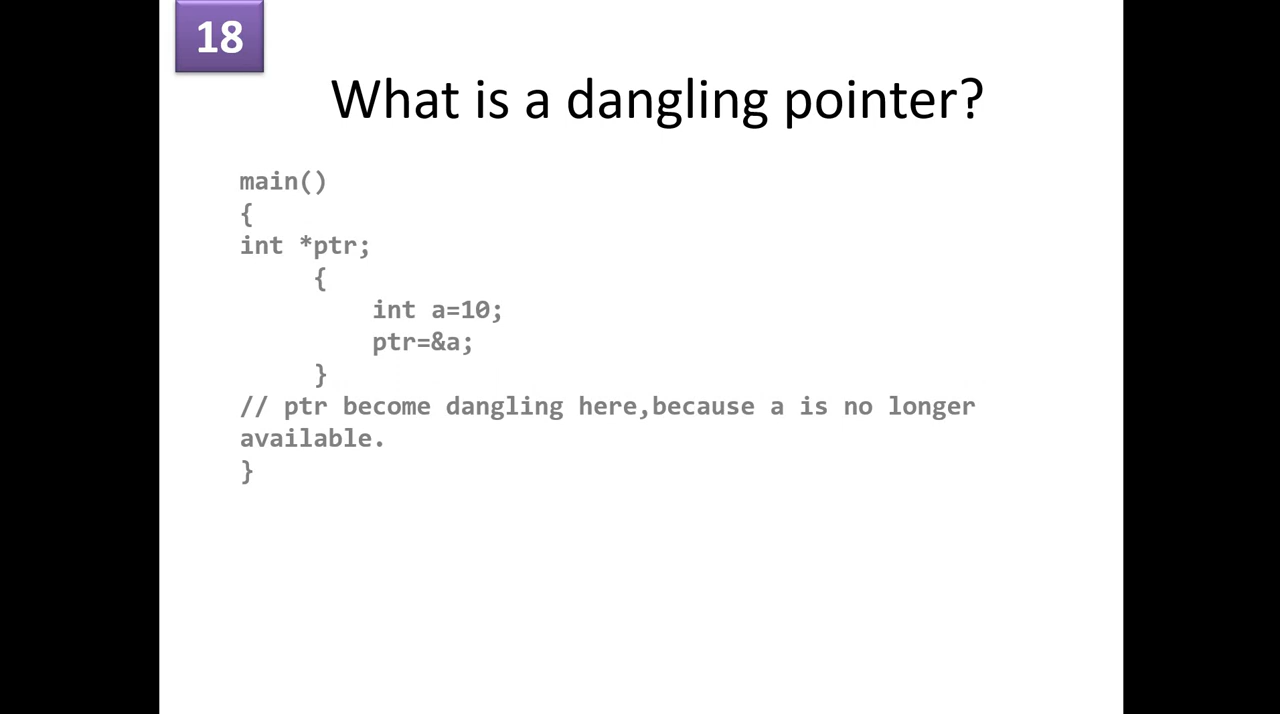 18
What is a dangling pointer?
main()
{
int *ptr;
{
int a=10;
ptr=&a;
}
// ptr become dangling here,because a is no longer
available.
}